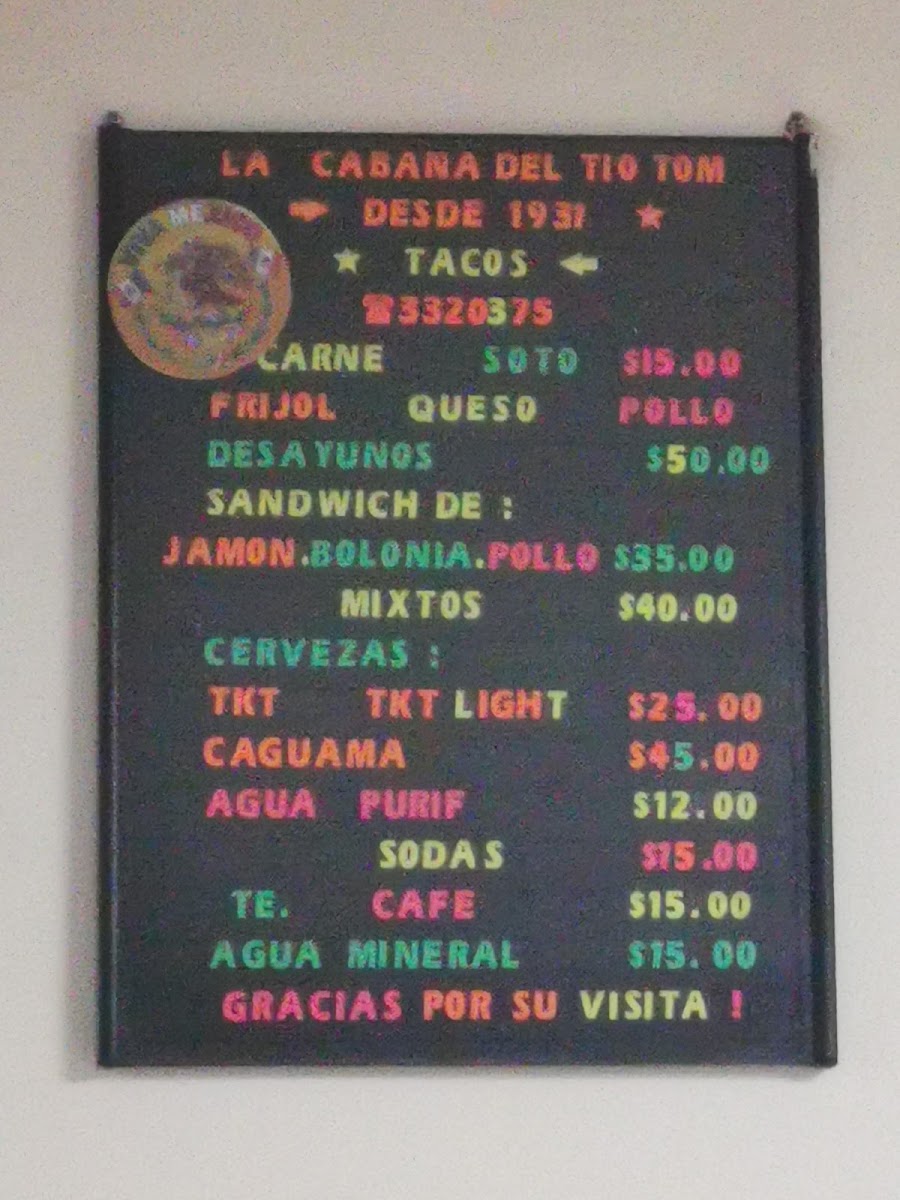 LA CABANA DEL TIO TOM
DESDE 1931
TACOS
☎3320375
CARNE SOTO $15.00
FRIJOL QUESO POLLO
DESAYUNOS $50.00
SANDWICH DE :
JAMON.BOLONIA.POLLO $35.00
MIXTOS $40.00
CERVEZAS :
TKT TKT LIGHT $25.00
CAGUAMA $45.00
AGUA PURIF $12.00
SODAS $15.00
TE. CAFE $15.00
AGUA MINERAL $15.00
GRACIAS POR SU VISITA !